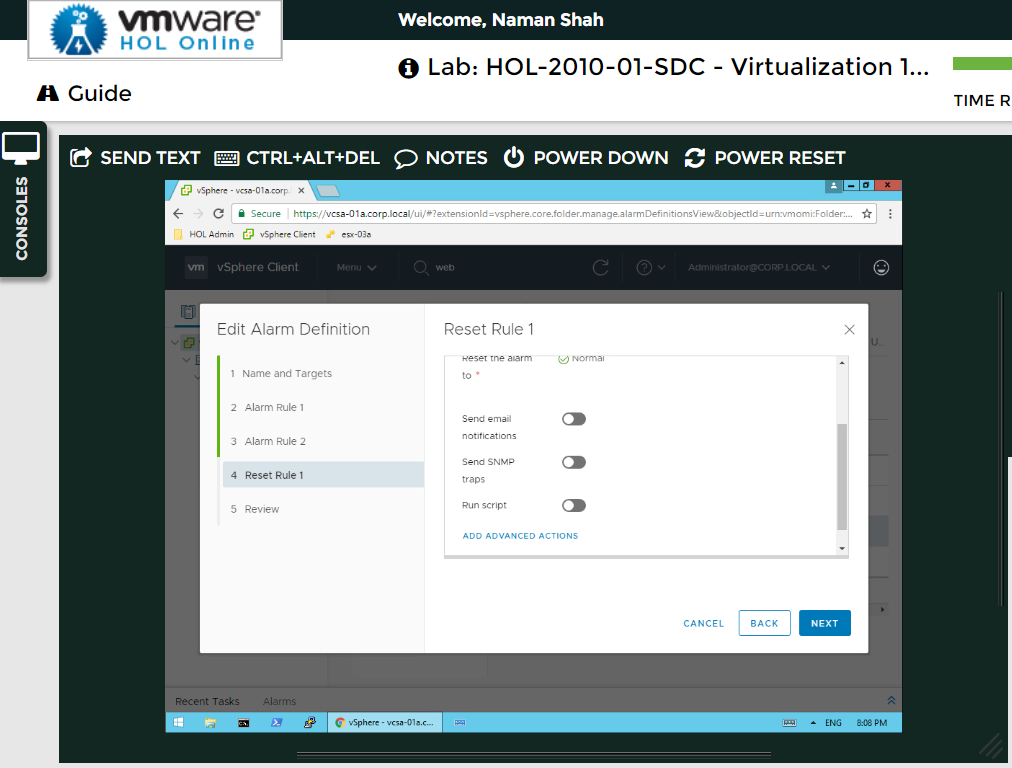 vmware
HOL Online
Welcome, Naman Shah
Lab: HOL-2010-01-SDC - Virtualization 1...
Guide
TIME R
CONSOLES
SEND TEXT CTRL+ALT+DEL NOTES POWER DOWN POWER RESET
vSphere - vcsa-01a.corp.
Secure https://vcsa-01a.corp.local/ui/#?extensionId=vsphere.core.folder.manage.alarmDefinitionsView&objectId=urn:vmomi:Folder:...
HOL Admin vSphere Client esx-03a
vm vSphere Client Menu web Administrator@CORP.LOCAL
U...
Edit Alarm Definition
1 Name and Targets
2 Alarm Rule 1
3 Alarm Rule 2
4 Reset Rule 1
5 Review
Reset Rule 1
Reset the alarm Normal
to *
Send email
notifications
Send SNMP
traps
Run script
ADD ADVANCED ACTIONS
CANCEL BACK NEXT
Recent Tasks Alarms
vSphere - vcsa-01a.c...
ENG 8:08 PM